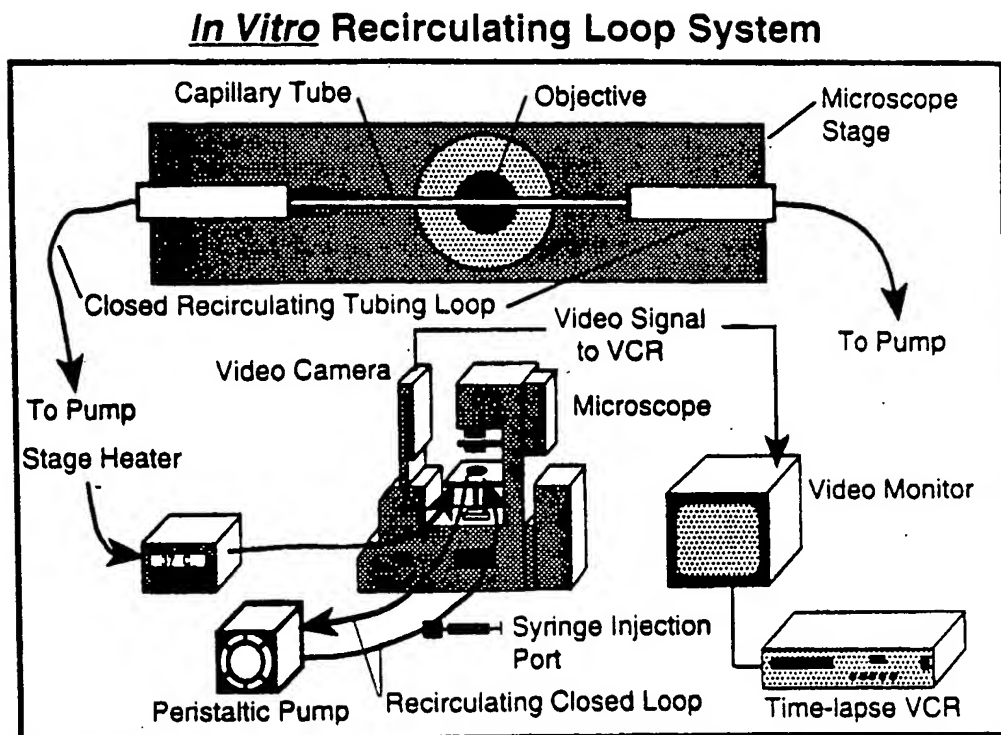 In Vitro Recirculating Loop System
Capillary Tube
Objective
Microscope
Stage
Closed Recirculating Tubing Loop
Video Signal
to VCR
To Pump
Video Camera
To Pump
Microscope
Stage Heater
Video Monitor
Syringe Injection
Port
Peristaltic Pump
Recirculating Closed Loop
Time-lapse VCR